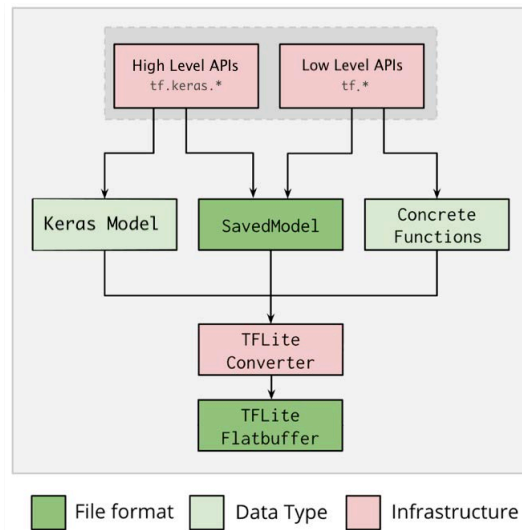 High Level APIs
tf.keras.*
Low Level APIs
tf.*
Keras Model
SavedModel
Concrete
Functions
TFLite
Converter
TFLite
Flatbuffer
File format
Data Type
Infrastructure